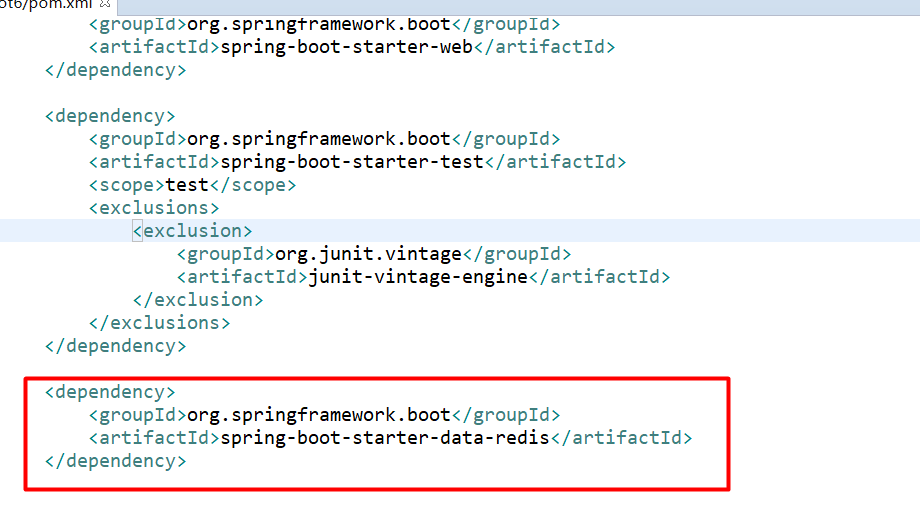 ot6/pom.xml
<groupId>org.springframework.boot</groupId>
<artifactId>spring-boot-starter-web</artifactId>
</dependency>
<dependency>
<groupId>org.springframework.boot</groupId>
<artifactId>spring-boot-starter-test</artifactId>
<scope>test</scope>
<exclusions>
<exclusion>
<groupId>org.junit.vintage</groupId>
<artifactId>junit-vintage-engine</artifactId>
</exclusion>
</exclusions>
</dependency>
<dependency>
<groupId>org.springframework.boot</groupId>
<artifactId>spring-boot-starter-data-redis</artifactId>
</dependency>